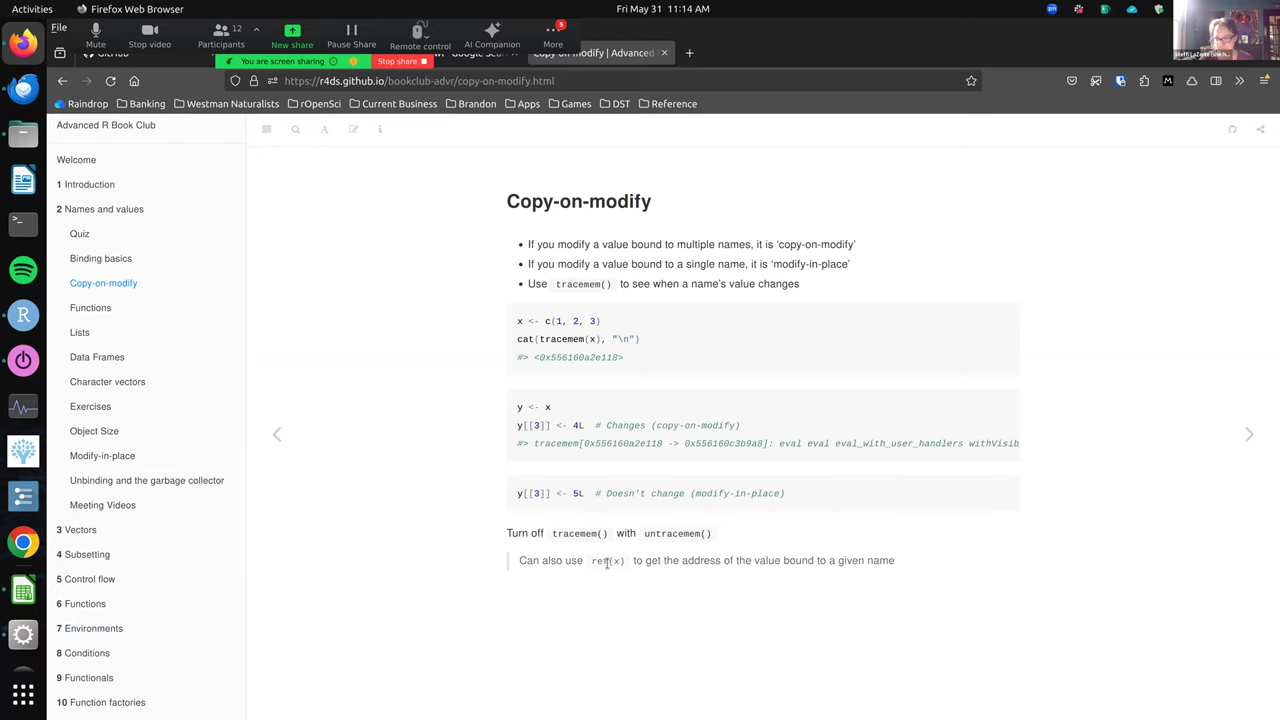 Activities
Firefox Web Browser
Fri May 31 11:14 AM
File
Mute
Stop video
12
Participants
New share
Pause Share
Remote control
AI Companion
5
More
You are screen sharing
Stop share
Copy-on-modify | Advanced
https://r4ds.github.io/bookclub-advr/copy-on-modify.html
Raindrop
Banking
Westman Naturalists
rOpenSci
Current Business
Brandon
Apps
Games
DST
Reference
Advanced R Book Club
Welcome
1 Introduction
2 Names and values
Quiz
Binding basics
Copy-on-modify
Functions
Lists
Data Frames
Character vectors
Exercises
Object Size
Modify-in-place
Unbinding and the garbage collector
Meeting Videos
3 Vectors
4 Subsetting
5 Control flow
6 Functions
7 Environments
8 Conditions
9 Functionals
10 Function factories
Copy-on-modify
If you modify a value bound to multiple names, it is ‘copy-on-modify’
If you modify a value bound to a single name, it is ‘modify-in-place’
Use tracemem() to see when a name's value changes
x <- c(1, 2, 3)
cat(tracemem(x), "\n")
#> <0x556160a2e118>
y <- x
y[[3]] <- 4L # Changes (copy-on-modify)
#> tracemem[0x556160a2e118 -> 0x556160c3b9a8]: eval eval eval_with_user_handlers withVisib
y[[3]] <- 5L # Doesn't change (modify-in-place)
Turn off tracemem() with untracemem()
Can also use ref(x) to get the address of the value bound to a given name